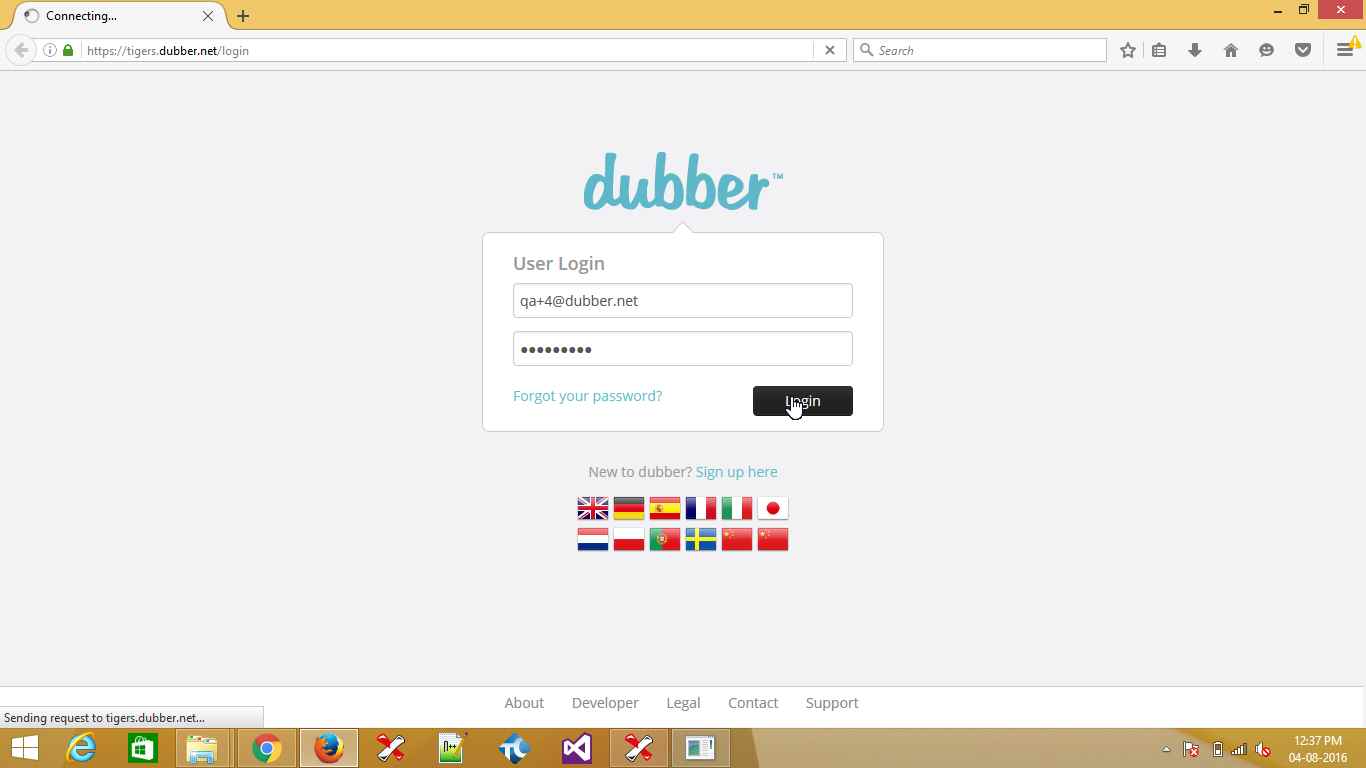 Connecting...
https://tigers.dubber.net/login
Search
dubber™
User Login
qa+4@dubber.net
•••••••••
Forgot your password?
Login
New to dubber? Sign up here
About Developer Legal Contact Support
Sending request to tigers.dubber.net...
12:37 PM
04-08-2016